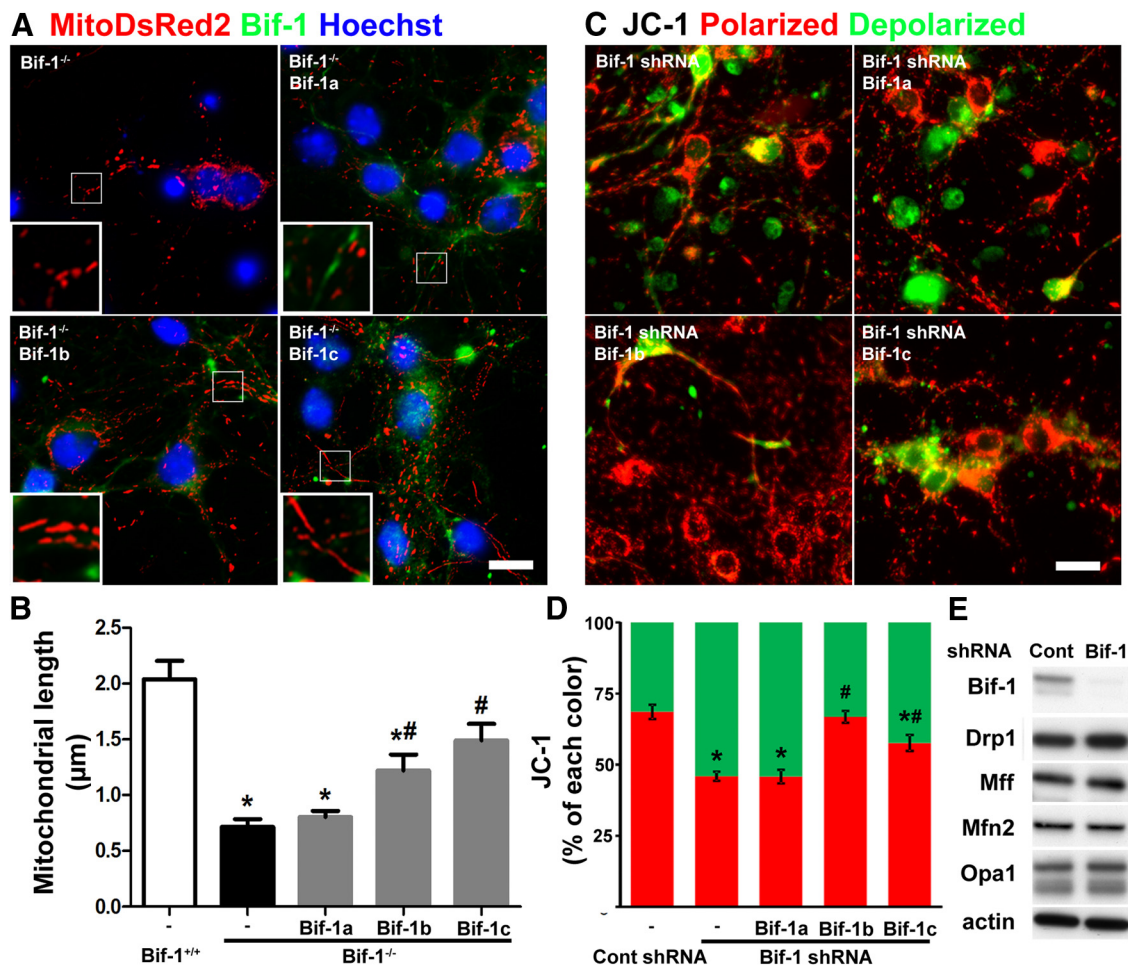 A MitoDsRed2 Bif-1 Hoechst
Bif-1-/-
Bif-1-/-
Bif-1a
Bif-1-/-
Bif-1b
Bif-1-/-
Bif-1c
C JC-1 Polarized Depolarized
Bif-1 shRNA
Bif-1 shRNA
Bif-1a
Bif-1 shRNA
Bif-1b
Bif-1 shRNA
Bif-1c
B
Mitochondrial length
(µm)
2.5
2.0
1.5
1.0
0.5
0.0
* * *# #
- - Bif-1a Bif-1b Bif-1c
Bif-1+/+ Bif-1-/-
D
JC-1
(% of each color)
100
75
50
25
* * # *#
- - Bif-1a Bif-1b Bif-1c
Cont shRNA Bif-1 shRNA
E
shRNA Cont Bif-1
Bif-1
Drp1
Mff
Mfn2
Opa1
actin